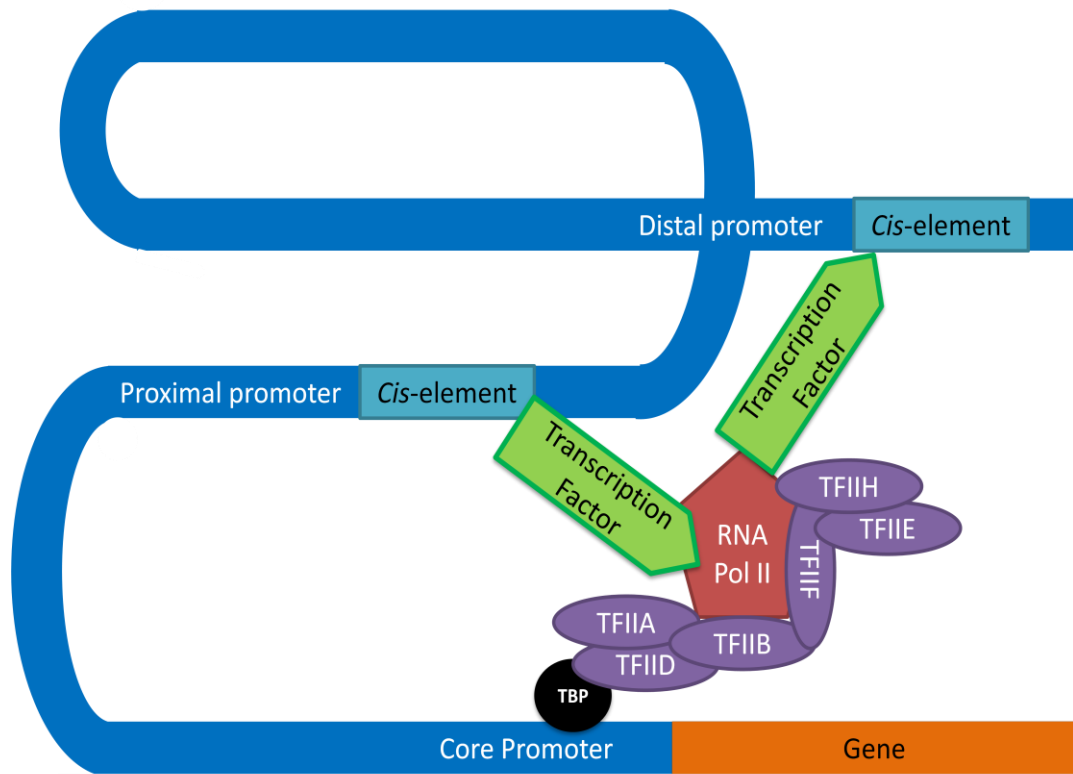 Distal promoter
Cis-element
Proximal promoter
Cis-element
Transcription
Factor
Transcription
Factor
RNA
Pol II
TFIIH
TFIIE
TFIIF
TFIIA
TFIIB
TFIID
TBP
Core Promoter
Gene